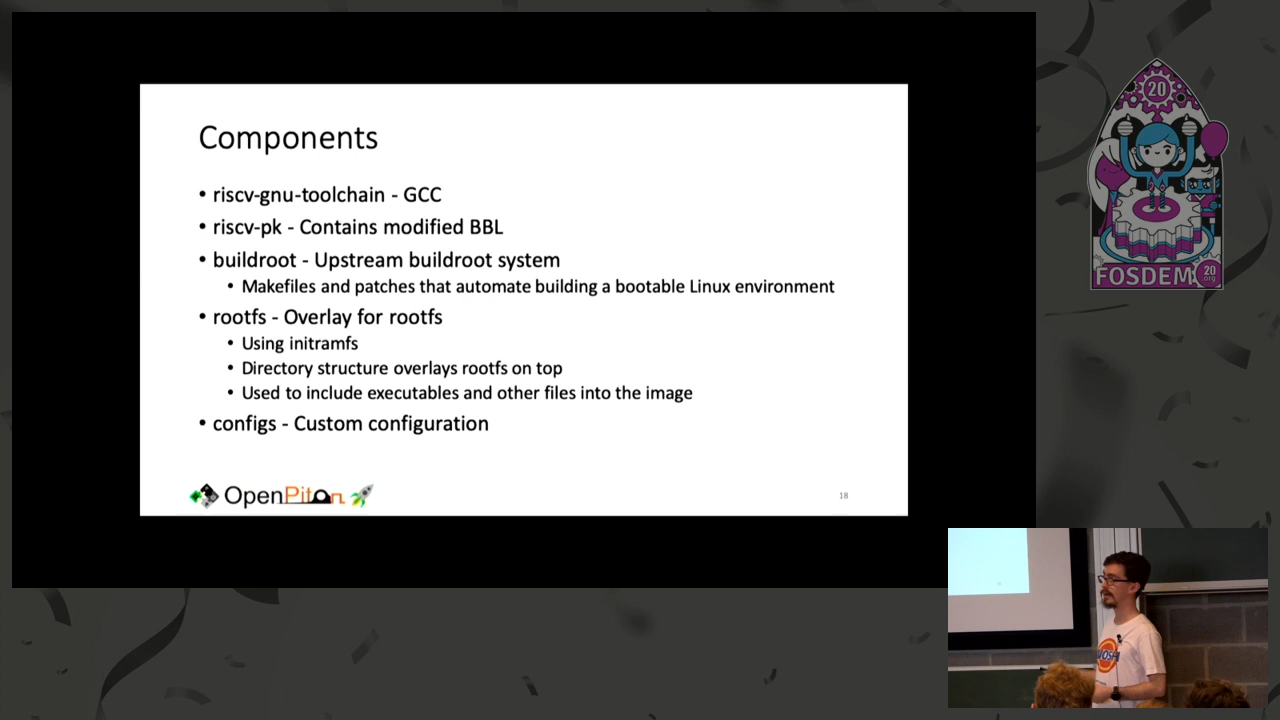 Components
• riscv-gnu-toolchain - GCC
• riscv-pk - Contains modified BBL
• buildroot - Upstream buildroot system
• Makefiles and patches that automate building a bootable Linux environment
• rootfs - Overlay for rootfs
• Using initramfs
• Directory structure overlays rootfs on top
• Used to include executables and other files into the image
• configs - Custom configuration
OpenPiton
18
20
FOSDEM
20
.org